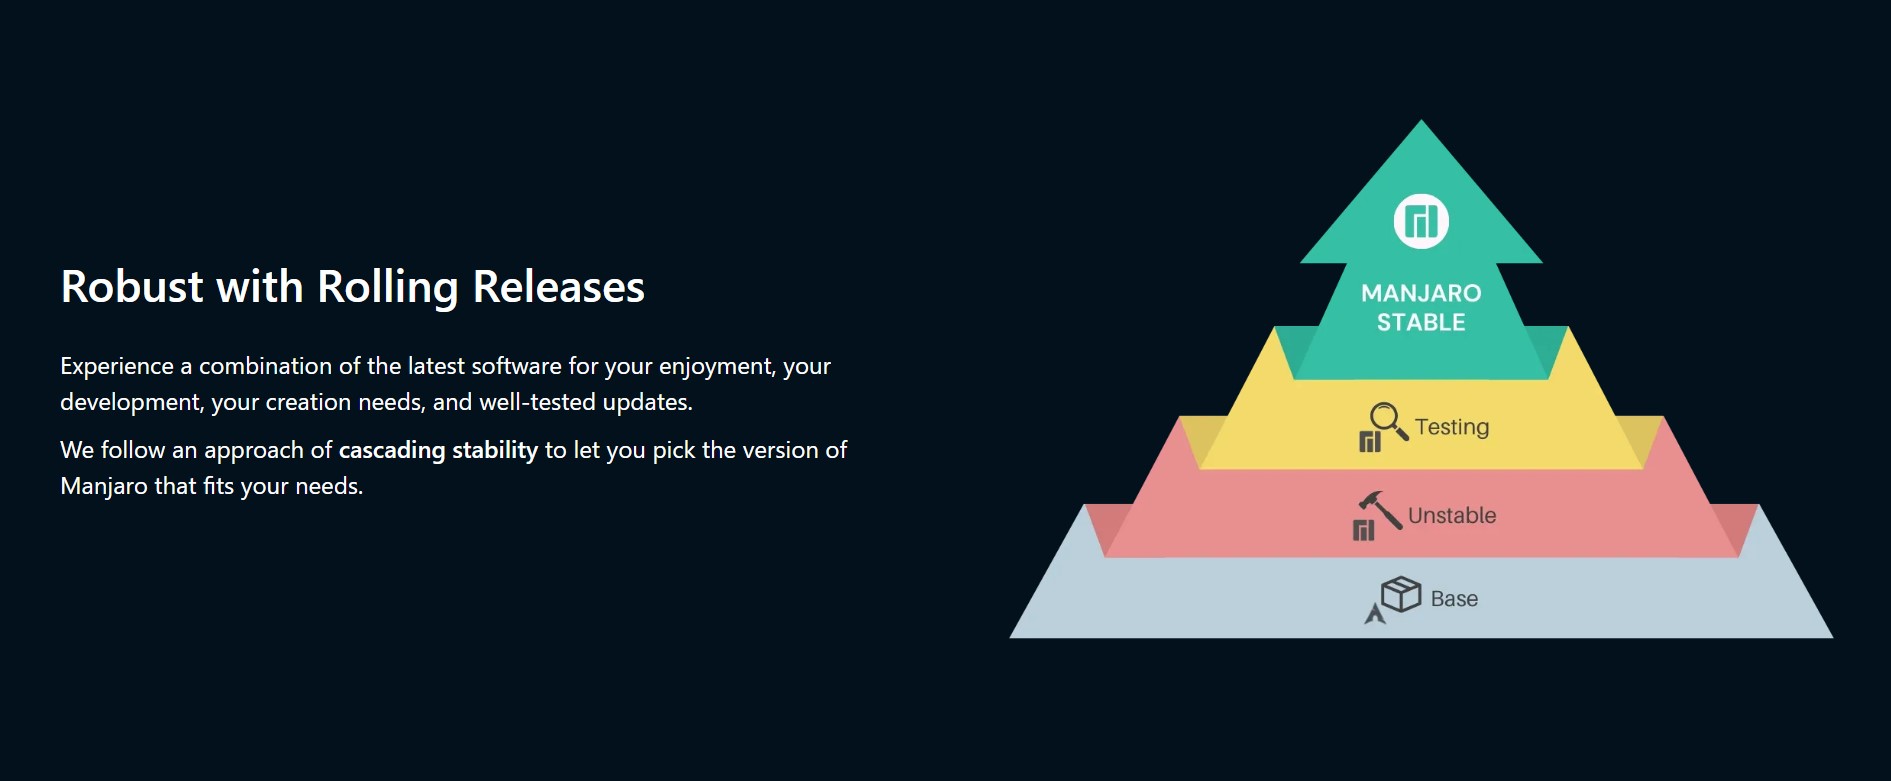 Robust with Rolling Releases
Experience a combination of the latest software for your enjoyment, your
development, your creation needs, and well-tested updates.
We follow an approach of cascading stability to let you pick the version of
Manjaro that fits your needs.
MANJARO
STABLE
Testing
Unstable
Base